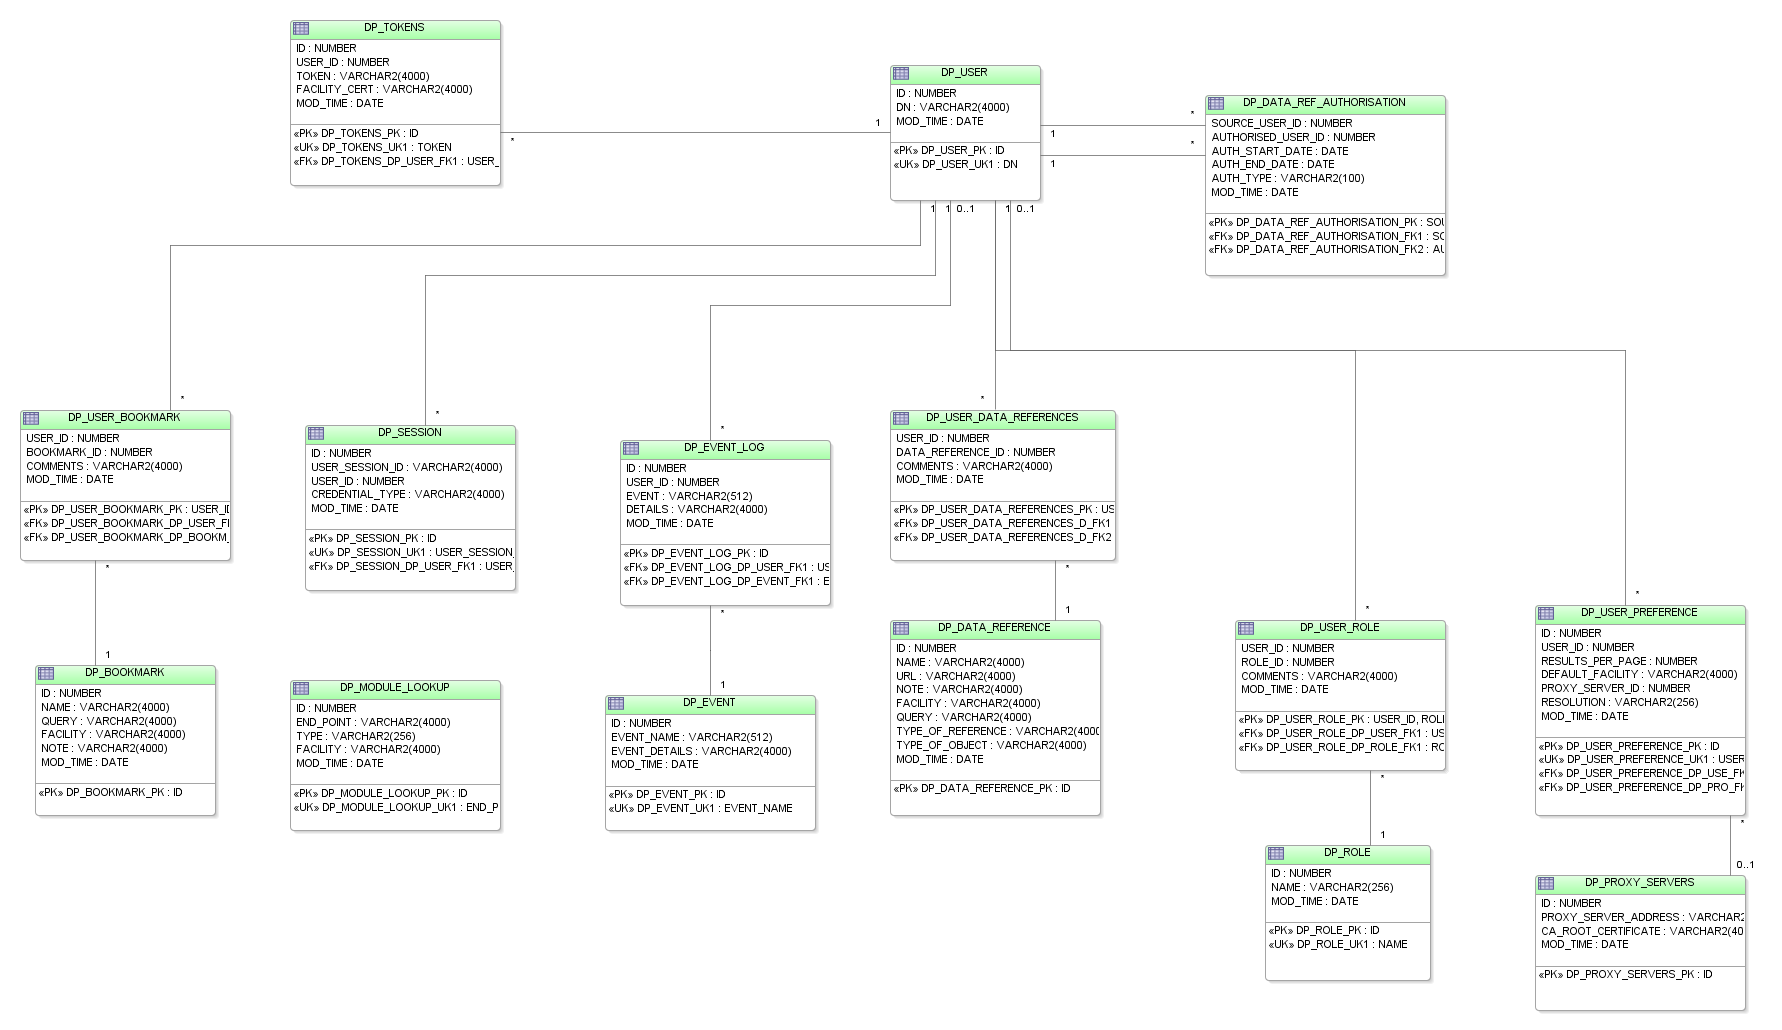 DP_TOKENS
ID : NUMBER
USER_ID : NUMBER
TOKEN : VARCHAR2(4000)
FACILITY_CERT : VARCHAR2(4000)
MOD_TIME : DATE
«PK» DP_TOKENS_PK : ID
«UK» DP_TOKENS_UK1 : TOKEN
«FK» DP_TOKENS_DP_USER_FK1 : USER_
*
1
DP_USER
ID : NUMBER
DN : VARCHAR2(4000)
MOD_TIME : DATE
«PK» DP_USER_PK : ID
«UK» DP_USER_UK1 : DN
1
*
1
*
DP_DATA_REF_AUTHORISATION
SOURCE_USER_ID : NUMBER
AUTHORISED_USER_ID : NUMBER
AUTH_START_DATE : DATE
AUTH_END_DATE : DATE
AUTH_TYPE : VARCHAR2(100)
MOD_TIME : DATE
«PK» DP_DATA_REF_AUTHORISATION_PK : SOU
«FK» DP_DATA_REF_AUTHORISATION_FK1 : SO
«FK» DP_DATA_REF_AUTHORISATION_FK2 : AU
1 1 0..1 1 0..1
*
DP_USER_BOOKMARK
USER_ID : NUMBER
BOOKMARK_ID : NUMBER
COMMENTS : VARCHAR2(4000)
MOD_TIME : DATE
«PK» DP_USER_BOOKMARK_PK : USER_ID
«FK» DP_USER_BOOKMARK_DP_USER_F
«FK» DP_USER_BOOKMARK_DP_BOOKM_
*
1
*
DP_SESSION
ID : NUMBER
USER_SESSION_ID : VARCHAR2(4000)
USER_ID : NUMBER
CREDENTIAL_TYPE : VARCHAR2(4000)
MOD_TIME : DATE
«PK» DP_SESSION_PK : ID
«UK» DP_SESSION_UK1 : USER_SESSION_
«FK» DP_SESSION_DP_USER_FK1 : USER_
*
DP_EVENT_LOG
ID : NUMBER
USER_ID : NUMBER
EVENT : VARCHAR2(512)
DETAILS : VARCHAR2(4000)
MOD_TIME : DATE
«PK» DP_EVENT_LOG_PK : ID
«FK» DP_EVENT_LOG_DP_USER_FK1 : US
«FK» DP_EVENT_LOG_DP_EVENT_FK1 : E
*
1
*
DP_USER_DATA_REFERENCES
USER_ID : NUMBER
DATA_REFERENCE_ID : NUMBER
COMMENTS : VARCHAR2(4000)
MOD_TIME : DATE
«PK» DP_USER_DATA_REFERENCES_PK : US
«FK» DP_USER_DATA_REFERENCES_D_FK1
«FK» DP_USER_DATA_REFERENCES_D_FK2
*
1
DP_BOOKMARK
ID : NUMBER
NAME : VARCHAR2(4000)
QUERY : VARCHAR2(4000)
FACILITY : VARCHAR2(4000)
NOTE : VARCHAR2(4000)
MOD_TIME : DATE
«PK» DP_BOOKMARK_PK : ID
DP_MODULE_LOOKUP
ID : NUMBER
END_POINT : VARCHAR2(4000)
TYPE : VARCHAR2(256)
FACILITY : VARCHAR2(4000)
MOD_TIME : DATE
«PK» DP_MODULE_LOOKUP_PK : ID
«UK» DP_MODULE_LOOKUP_UK1 : END_P
DP_EVENT
ID : NUMBER
EVENT_NAME : VARCHAR2(512)
EVENT_DETAILS : VARCHAR2(4000)
MOD_TIME : DATE
«PK» DP_EVENT_PK : ID
«UK» DP_EVENT_UK1 : EVENT_NAME
DP_DATA_REFERENCE
ID : NUMBER
NAME : VARCHAR2(4000)
URL : VARCHAR2(4000)
NOTE : VARCHAR2(4000)
FACILITY : VARCHAR2(4000)
QUERY : VARCHAR2(4000)
TYPE_OF_REFERENCE : VARCHAR2(4000
TYPE_OF_OBJECT : VARCHAR2(4000)
MOD_TIME : DATE
«PK» DP_DATA_REFERENCE_PK : ID
*
DP_USER_ROLE
USER_ID : NUMBER
ROLE_ID : NUMBER
COMMENTS : VARCHAR2(4000)
MOD_TIME : DATE
«PK» DP_USER_ROLE_PK : USER_ID, ROLI
«FK» DP_USER_ROLE_DP_USER_FK1 : US
«FK» DP_USER_ROLE_DP_ROLE_FK1 : RO
*
1
DP_ROLE
ID : NUMBER
NAME : VARCHAR2(256)
MOD_TIME : DATE
«PK» DP_ROLE_PK : ID
«UK» DP_ROLE_UK1 : NAME
*
DP_USER_PREFERENCE
ID : NUMBER
USER_ID : NUMBER
RESULTS_PER_PAGE : NUMBER
DEFAULT_FACILITY : VARCHAR2(4000)
PROXY_SERVER_ID : NUMBER
RESOLUTION : VARCHAR2(256)
MOD_TIME : DATE
«PK» DP_USER_PREFERENCE_PK : ID
«UK» DP_USER_PREFERENCE_UK1 : USER
«FK» DP_USER_PREFERENCE_DP_USE_FK
«FK» DP_USER_PREFERENCE_DP_PRO_FK
*
0..1
DP_PROXY_SERVERS
ID : NUMBER
PROXY_SERVER_ADDRESS : VARCHAR2
CA_ROOT_CERTIFICATE : VARCHAR2(40
MOD_TIME : DATE
«PK» DP_PROXY_SERVERS_PK : ID